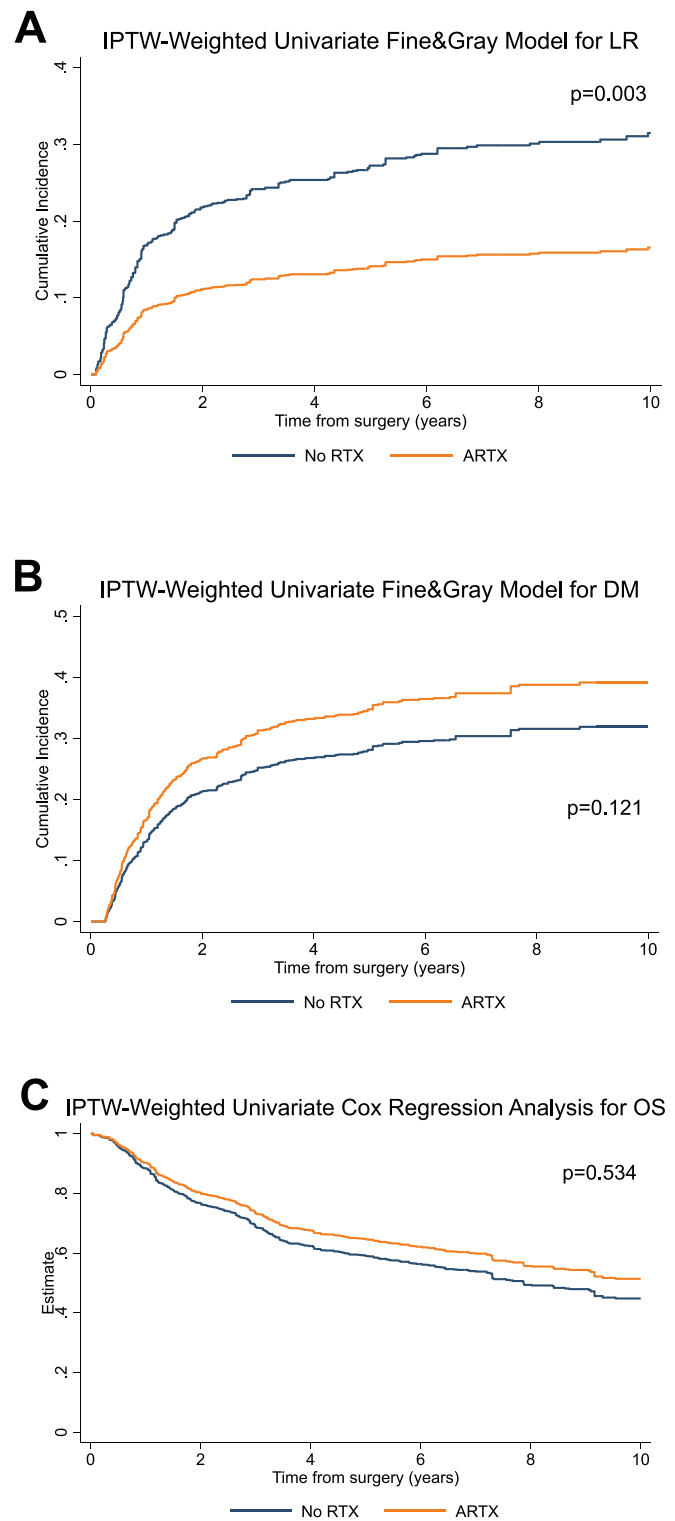 A
IPTW-Weighted Univariate Fine&Gray Model for LR
p=0.003
Cumulative Incidence
.4
.3
.2
.1
0
0 2 4 6 8 10
Time from surgery (years)
No RTX ARTX
B
IPTW-Weighted Univariate Fine&Gray Model for DM
p=0.121
Cumulative Incidence
.5
.4
.3
.2
.1
0
0 2 4 6 8 10
Time from surgery (years)
No RTX ARTX
C
IPTW-Weighted Univariate Cox Regression Analysis for OS
p=0.534
Estimate
1
.8
.6
.4
.2
0
0 2 4 6 8 10
Time from surgery (years)
No RTX ARTX